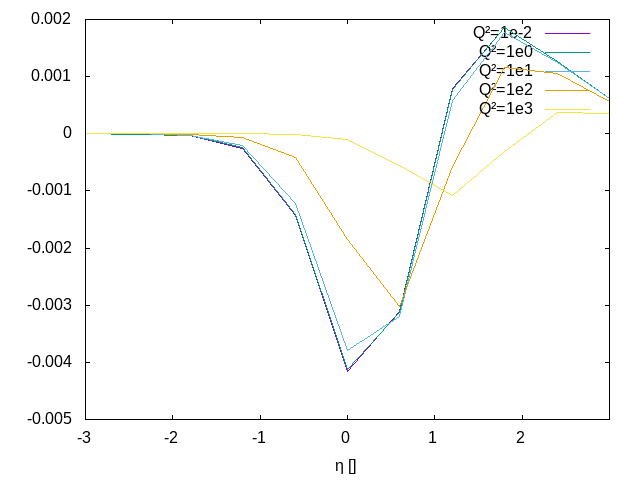 0.002
0.001
0
-0.001
-0.002
-0.003
-0.004
-0.005
-3
-2
-1
0
1
2
η []
Q²=1e-2
Q²=1e0
Q²=1e1
Q²=1e2
Q²=1e3